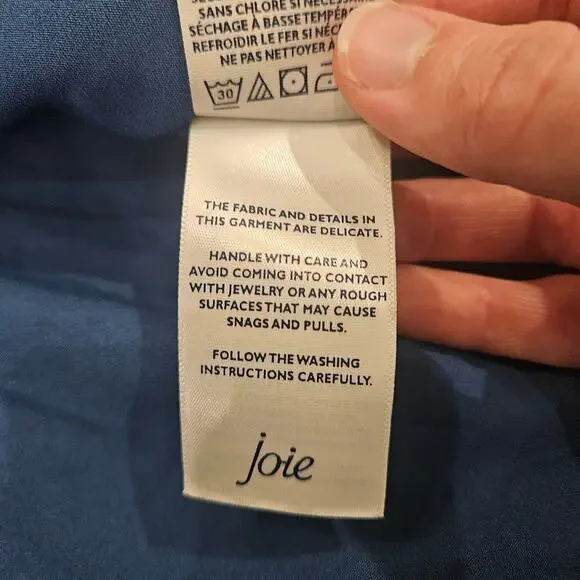 SANS CHLORE SI NÉCESSAIRE
SÉCHAGE À BASSE TEMPÉRA
REFROIDIR LE FER SI NÉC
NE PAS NETTOYER À
30
THE FABRIC AND DETAILS IN
THIS GARMENT ARE DELICATE.
HANDLE WITH CARE AND
AVOID COMING INTO CONTACT
WITH JEWELRY OR ANY ROUGH
SURFACES THAT MAY CAUSE
SNAGS AND PULLS.
FOLLOW THE WASHING
INSTRUCTIONS CAREFULLY.
joie